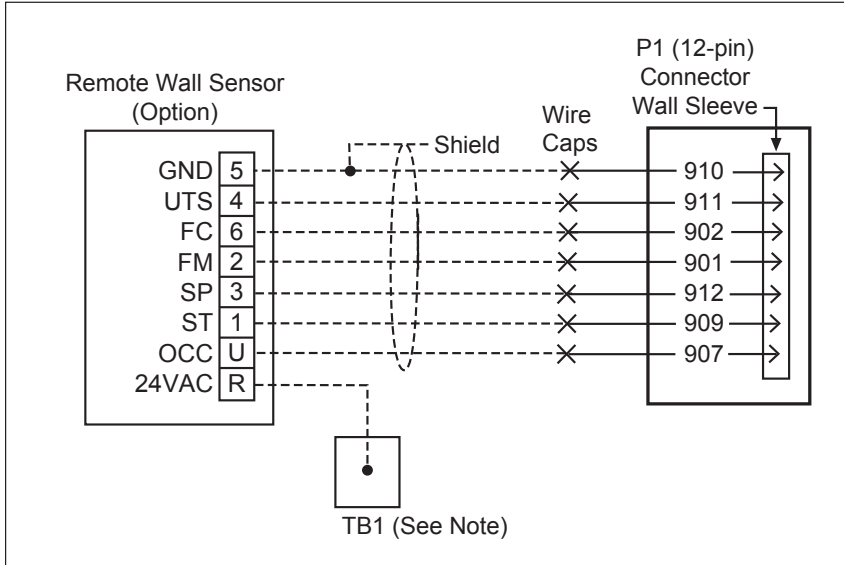 P1 (12-pin)
Connector
Wall Sleeve
Remote Wall Sensor
(Option)
Wire
Caps
Shield
GND 5 910
UTS 4 911
FC 6 902
FM 2 901
SP 3 912
ST 1 909
OCC U 907
24VAC R
TB1 (See Note)